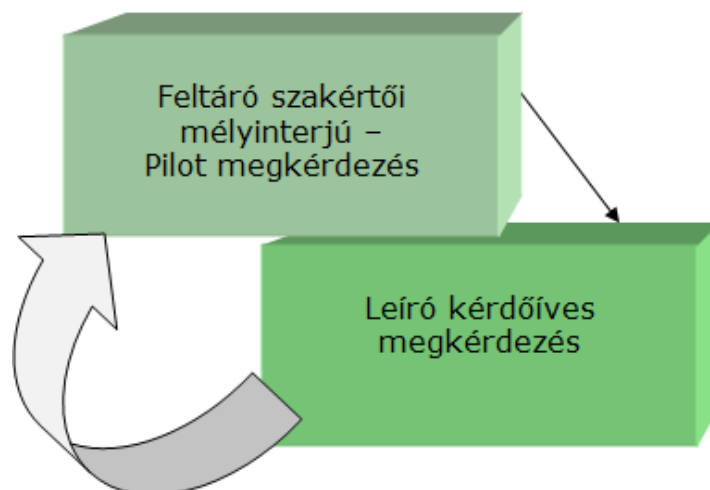 Feltáró szakértői
mélyinterjú –
Pilot megkérdezés
Leíró kérdőíves
megkérdezés